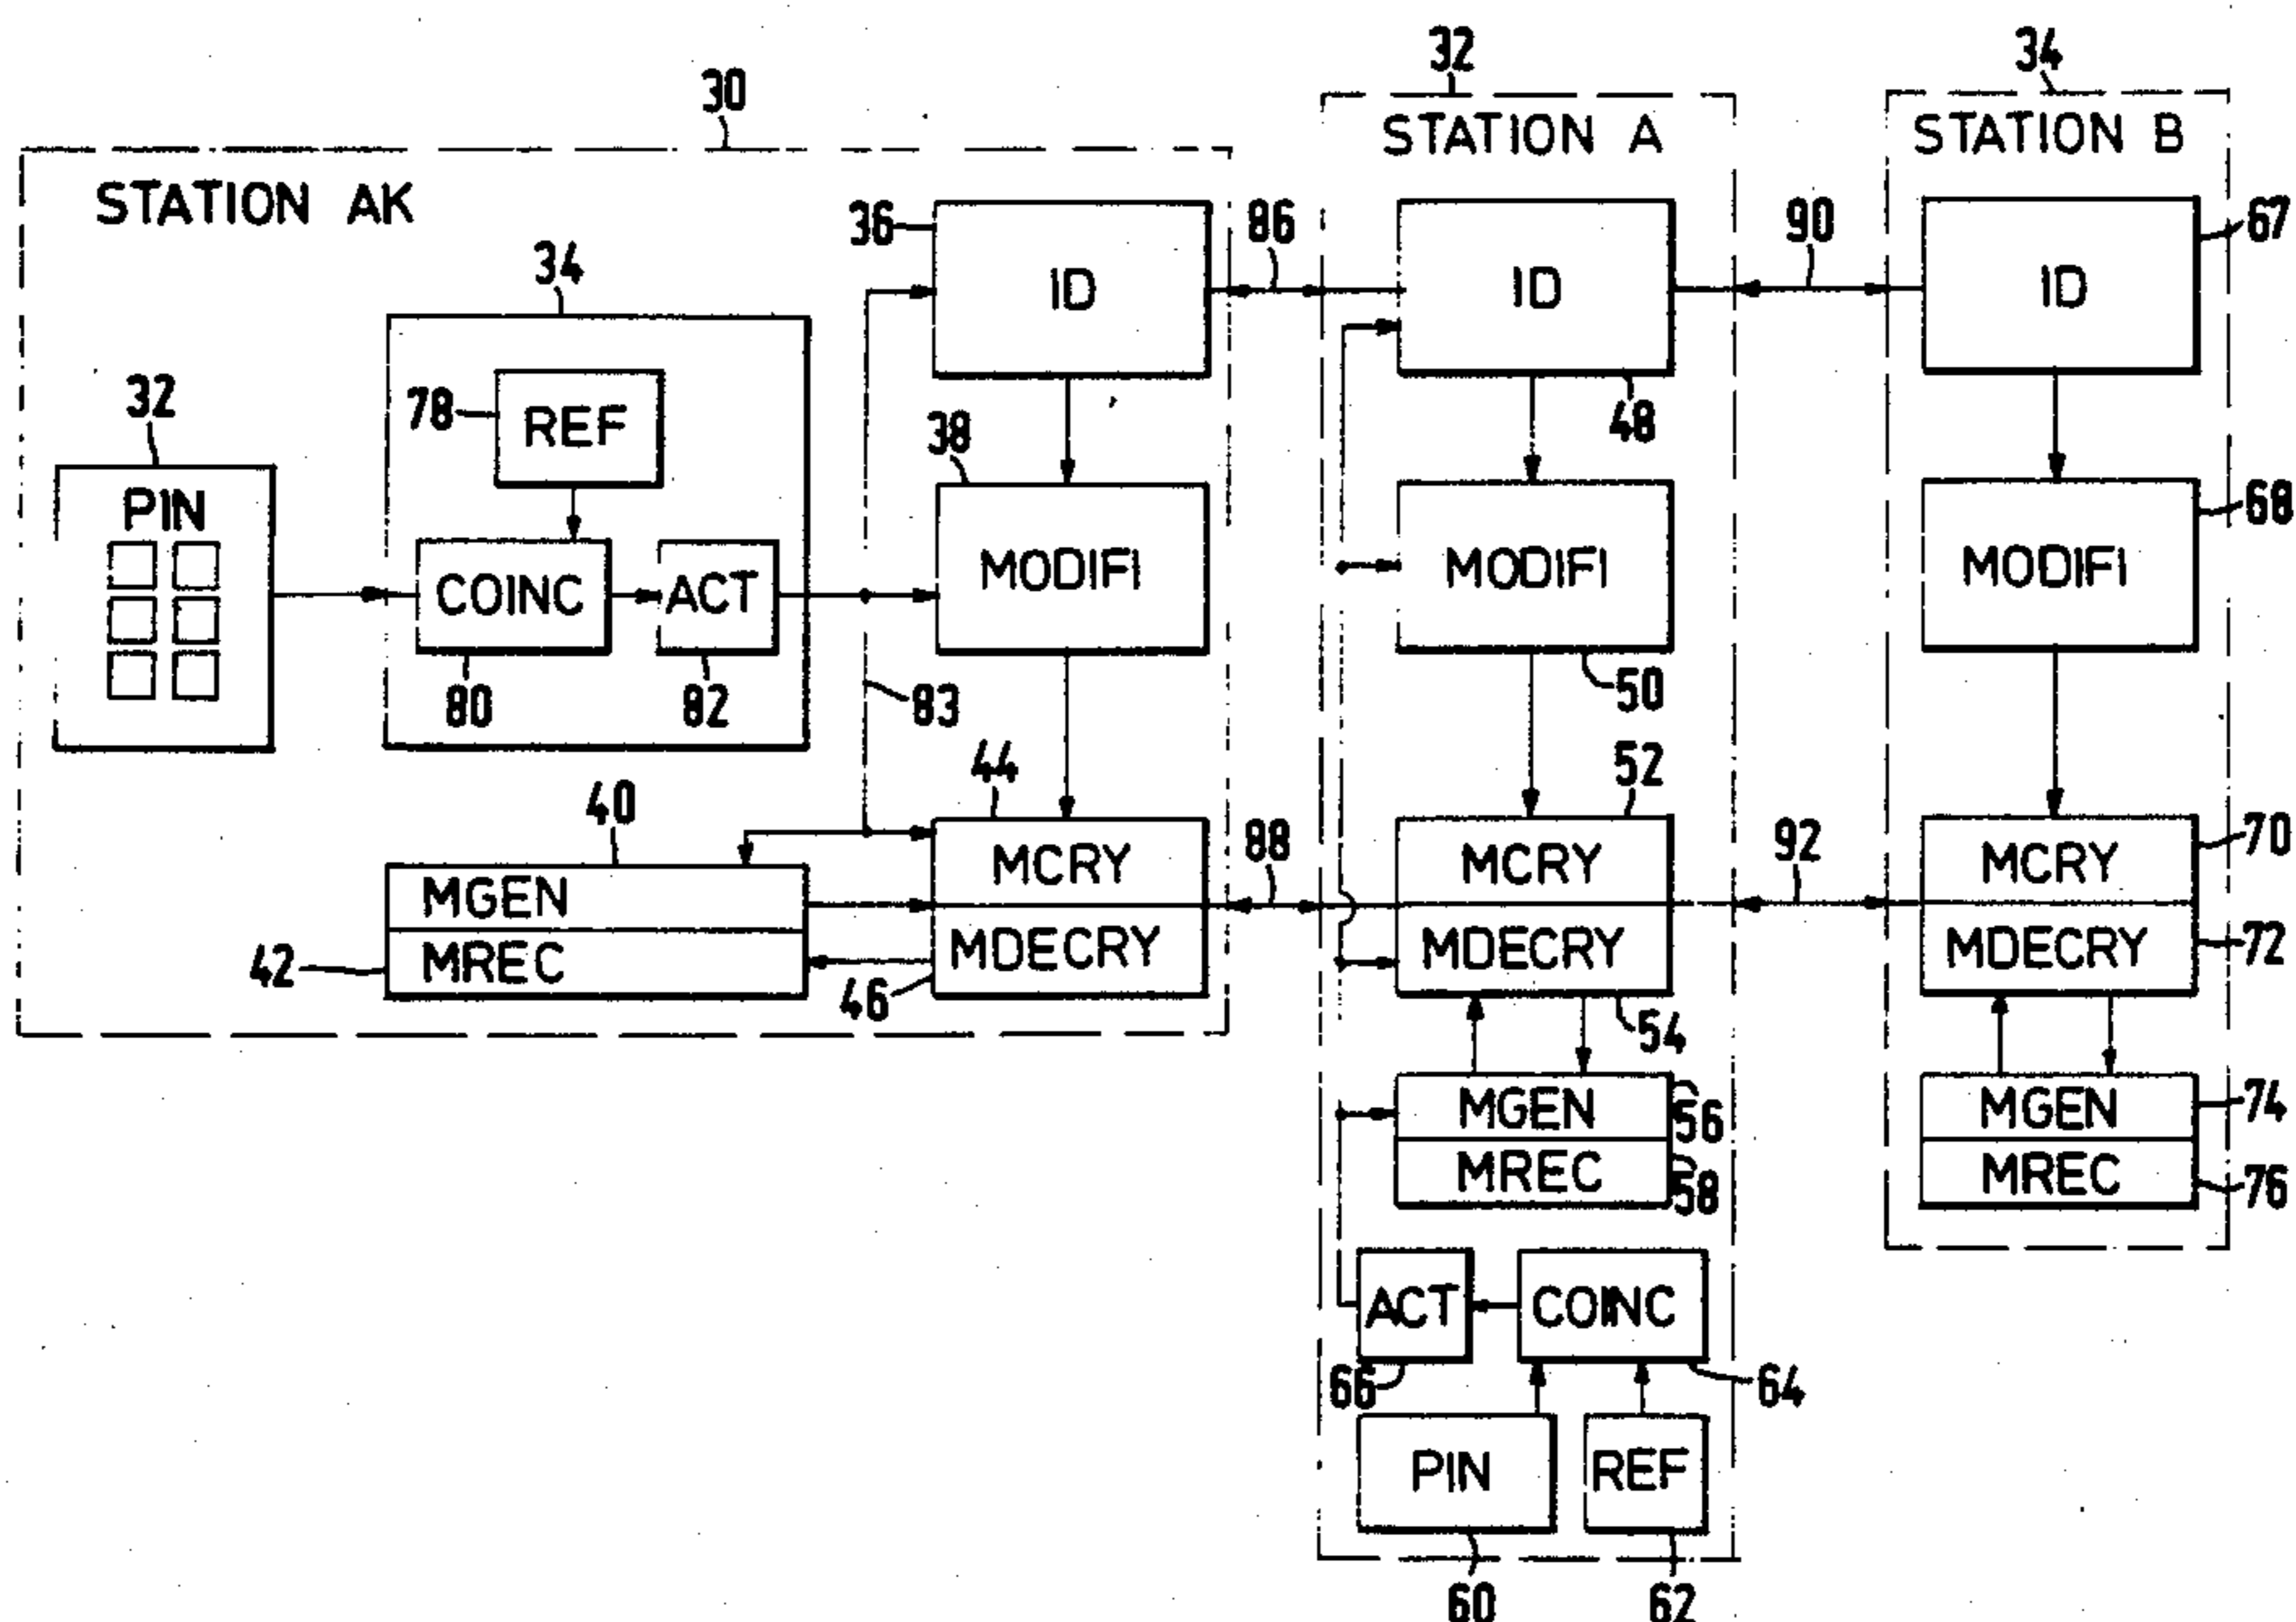 30
STATION AK
32
PIN
34
78
REF
COINC
ACT
80
82
83
36
ID
38
MODIFI
40
MGEN
42
MREC
44
MCRY
MDECRY
46
86
88
32
STATION A
ID
48
MODIFI
50
52
MCRY
MDECRY
54
MGEN
56
MREC
58
ACT
COINC
66
64
PIN
REF
60
62
90
92
34
STATION B
ID
67
MODIFI
68
MCRY
70
MDECRY
72
MGEN
74
MREC
76